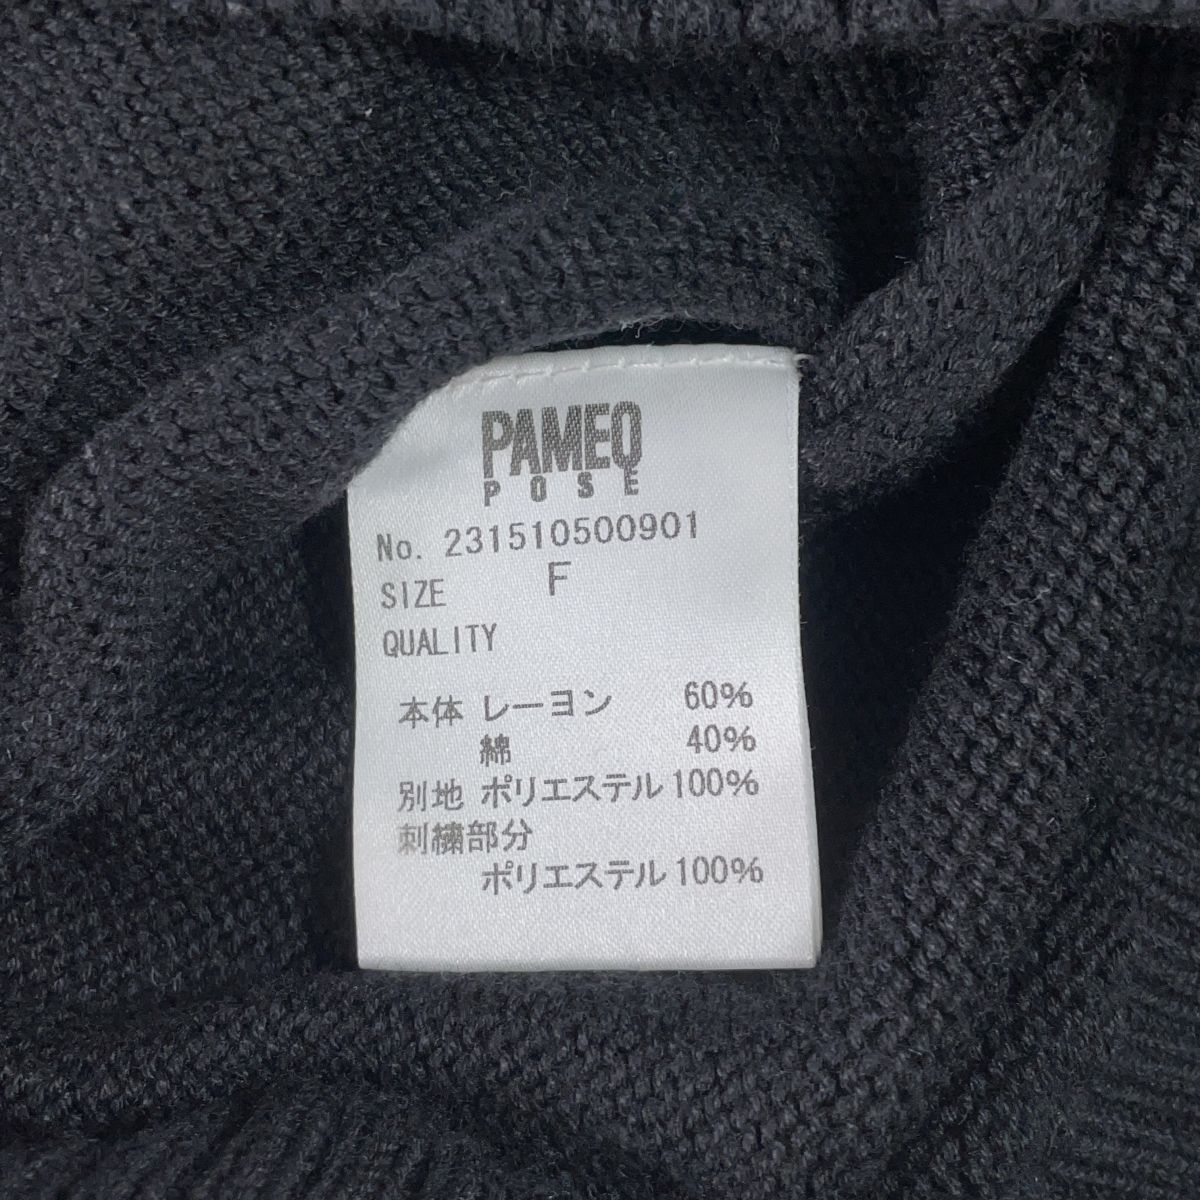 PAMEO
POSE
No. 231510500901
SIZE F
QUALITY
本体 レーヨン 60%
綿 40%
別地 ポリエステル 100%
刺繍部分
ポリエステル 100%